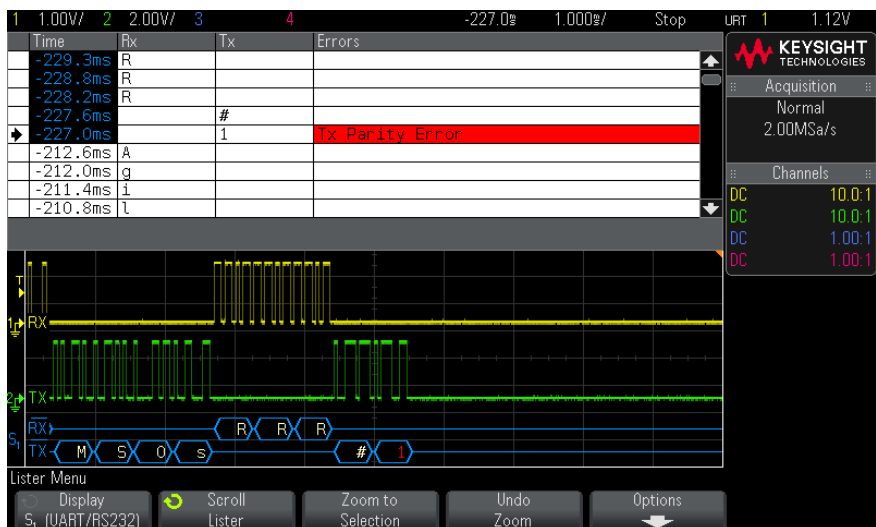 1 1.00V/ 2 2.00V/ 3 4 -227.0ms 1.000ms/ Stop URT 1 1.12V
Time Rx Tx Errors
-229.3ms R
-228.8ms R
-228.2ms R
-227.6ms #
-227.0ms 1 Tx Parity Error
-212.6ms A
-212.0ms g
-211.4ms i
-210.8ms l
KEYSIGHT
TECHNOLOGIES
Acquisition
Normal
2.00MSa/s
Channels
DC 10.0:1
DC 10.0:1
DC 1.00:1
DC 1.00:1
T
1 RX
2 TX
S1 RX R R R
TX M S O s # 1
Lister Menu
Display
S1 (UART/RS232)
Scroll
Lister
Zoom to
Selection
Undo
Zoom
Options